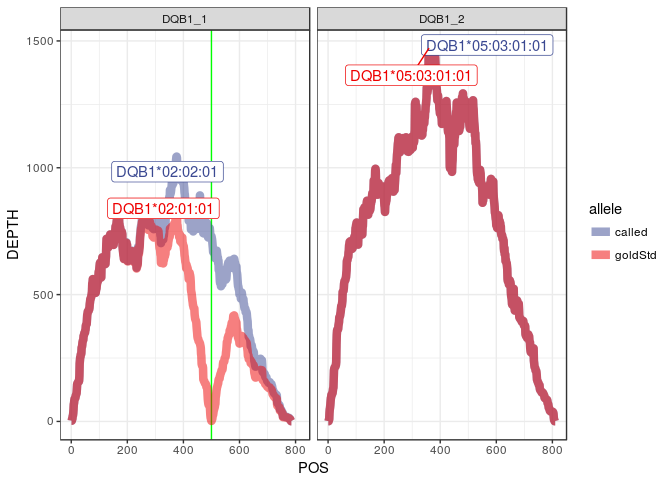 DQB1_1
DQB1_2
1500
1000
500
0
DEPTH
DQB1*02:02:01
DQB1*02:01:01
DQB1*05:03:01:01
DQB1*05:03:01:01
0
200
400
600
800
0
200
400
600
800
POS
allele
called
goldStd